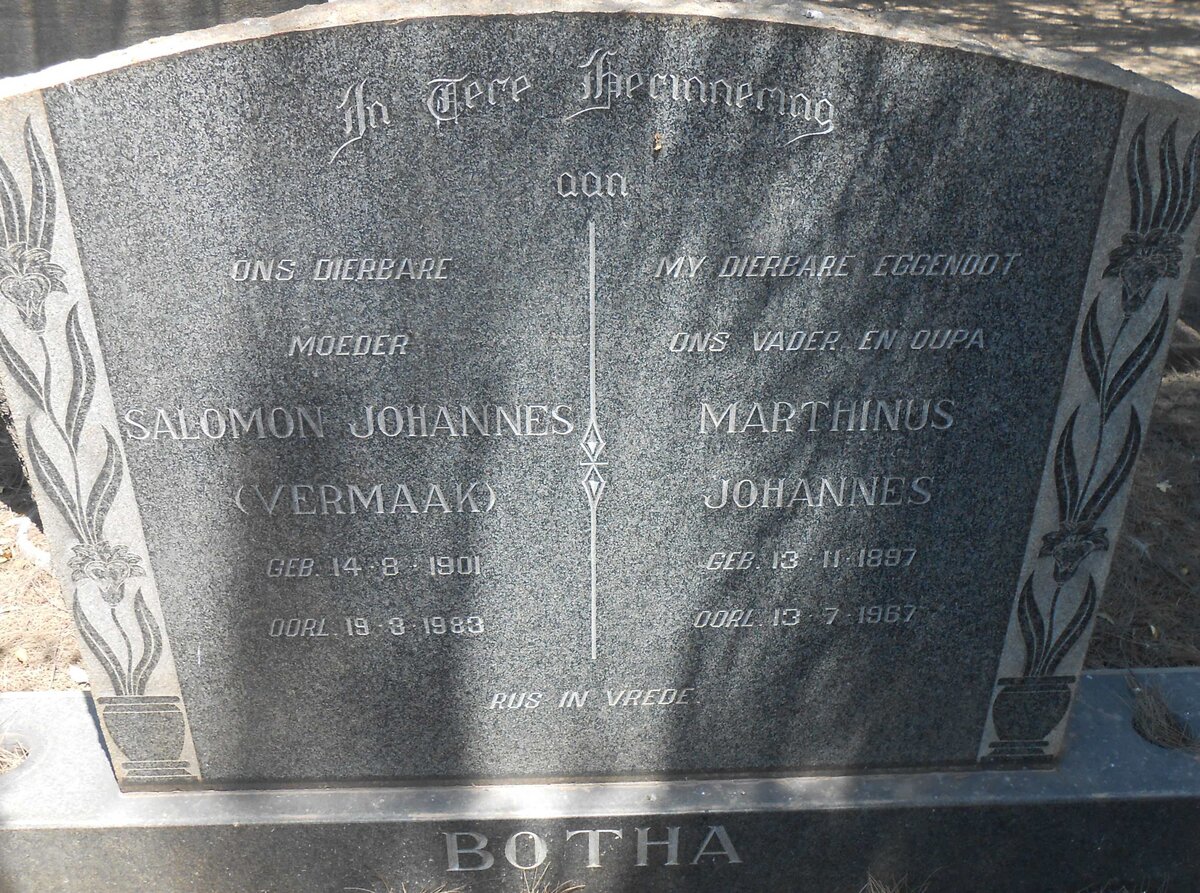 In Tere Herinnering
aan
ONS DIERBARE
MOEDER
SALOMON JOHANNES
(VERMAAK)
GEB. 14-8-1901
OORL. 19-3-1983
MY DIERBARE EGGENOOT
ONS VADER EN OUPA
MARTHINUS
JOHANNES
GEB. 13-11-1897
OORL. 13-7-1967
RUS IN VREDE.
BOTHA